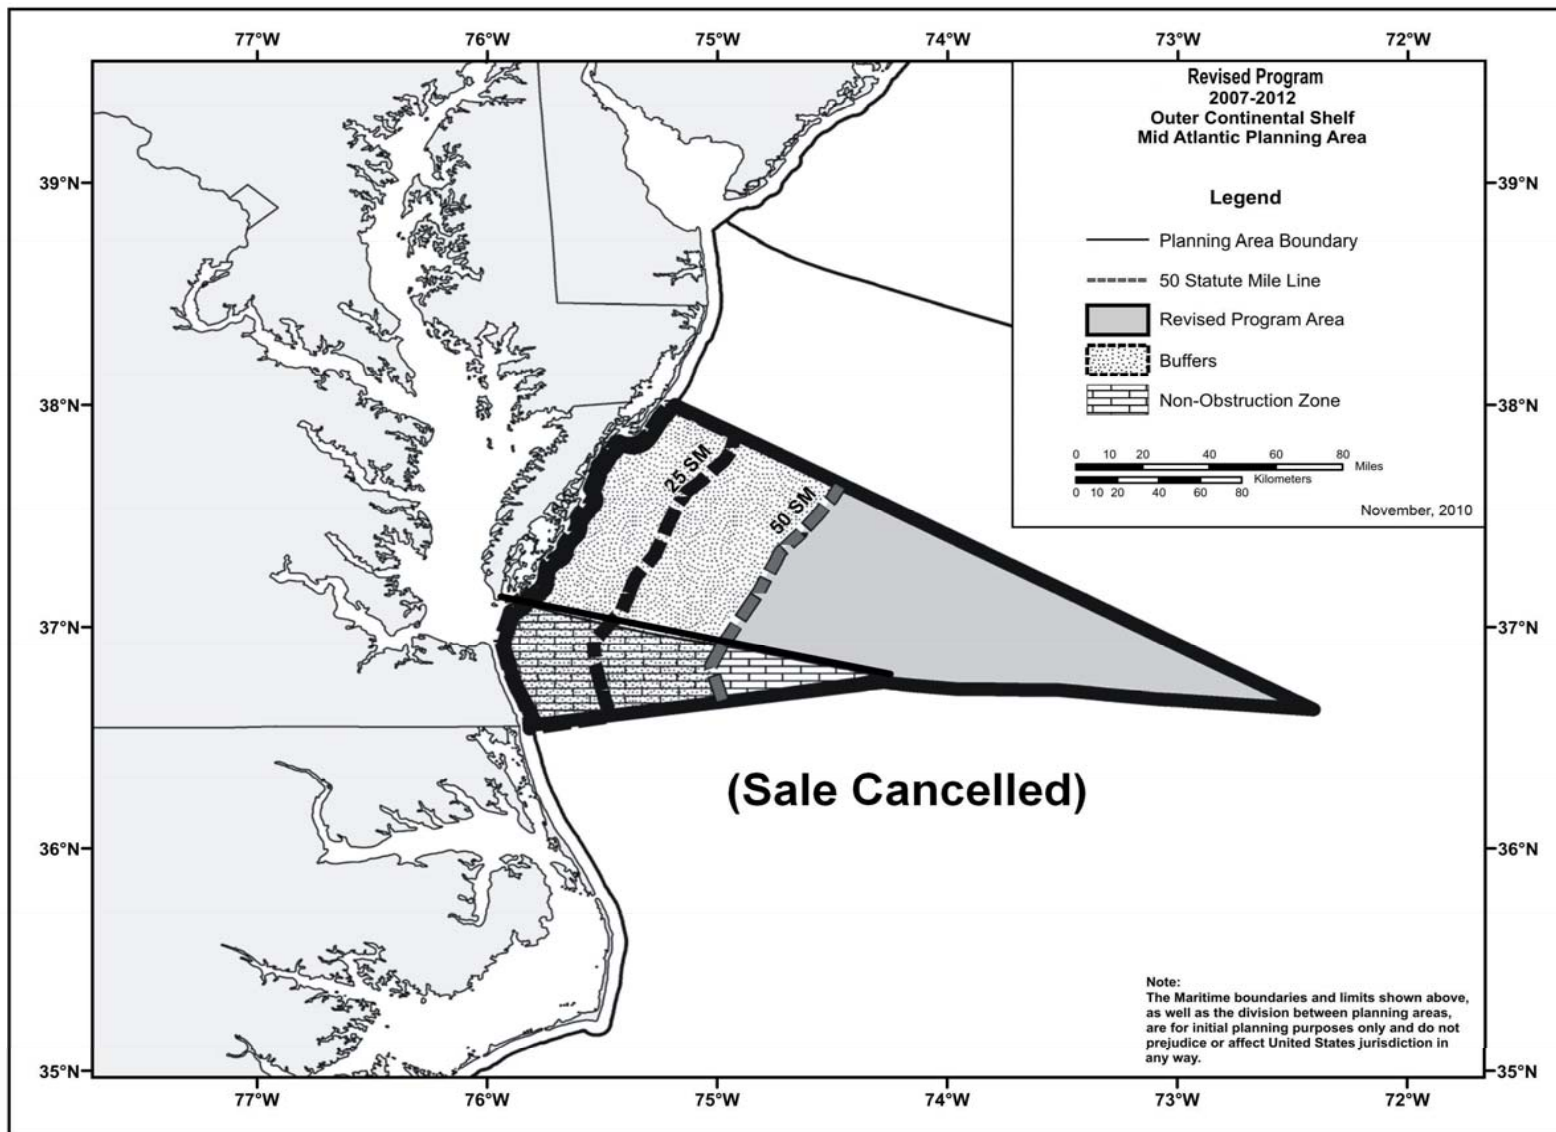 77°W 76°W 75°W 74°W 73°W 72°W
Revised Program
2007-2012
Outer Continental Shelf
Mid Atlantic Planning Area
Legend
Planning Area Boundary
50 Statute Mile Line
Revised Program Area
Buffers
Non-Obstruction Zone
0 10 20 40 60 80
Miles
Kilometers
0 10 20 40 60 80
November, 2010
39°N 39°N
38°N 38°N
25 SM
50 SM
37°N 37°N
(Sale Cancelled)
36°N 36°N
Note:
The Maritime boundaries and limits shown above,
as well as the division between planning areas,
are for initial planning purposes only and do not
prejudice or affect United States jurisdiction in
any way.
35°N 35°N
77°W 76°W 75°W 74°W 73°W 72°W